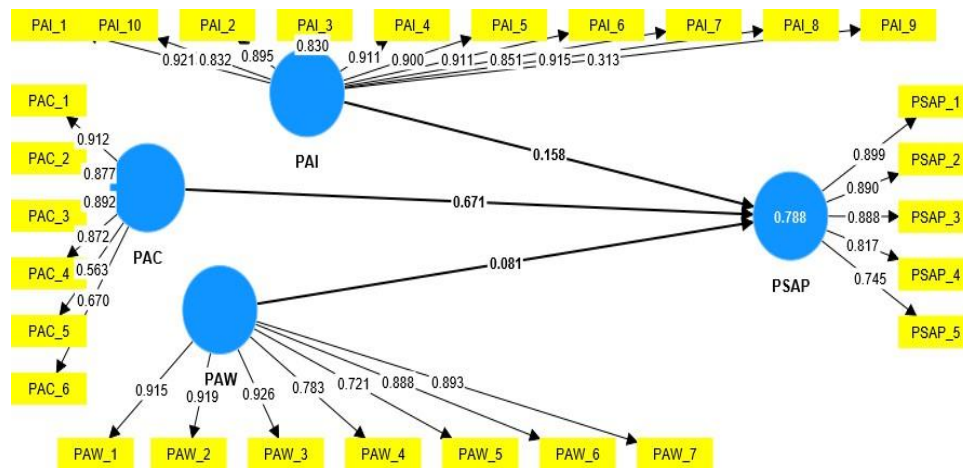 PAI_1 PAI_10 PAI_2 PAI_3 PAI_4 PAI_5 PAI_6 PAI_7 PAI_8 PAI_9
0.921 0.832 0.895 0.830 0.911 0.900 0.911 0.851 0.915 0.313
PAI
PAC_1
PAC_2
PAC_3
PAC_4
PAC_5
PAC_6
0.912
0.877
0.892
0.872
0.563
0.670
PAC
0.158
0.671
0.081
0.788
PSAP
0.899
0.890
0.888
0.817
0.745
PSAP_1
PSAP_2
PSAP_3
PSAP_4
PSAP_5
PAW
0.915 0.919 0.926 0.783 0.721 0.888 0.893
PAW_1 PAW_2 PAW_3 PAW_4 PAW_5 PAW_6 PAW_7